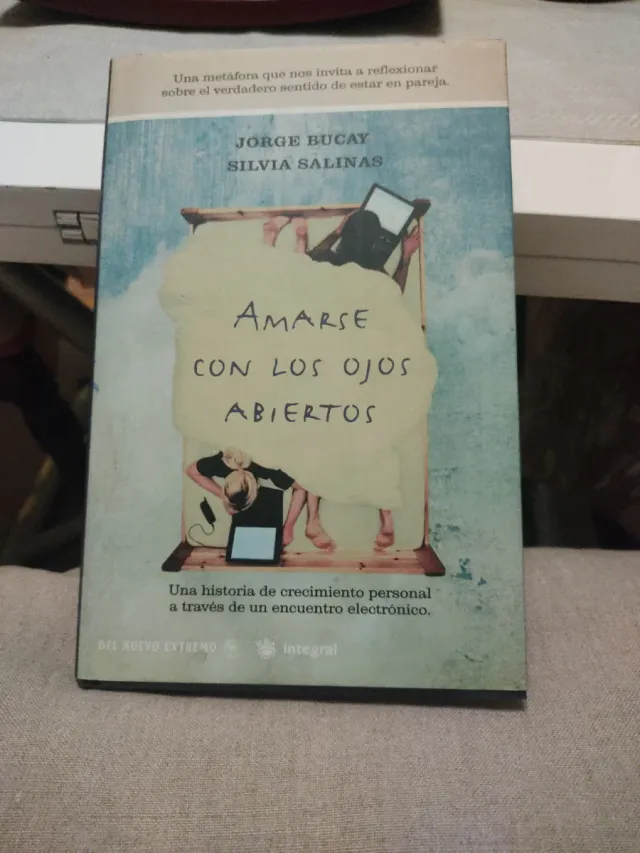 Una metáfora que nos invita a reflexionar
sobre el verdadero sentido de estar en pareja.
JORGE BUCAY
SILVIA SALINAS
AMARSE
CON LOS OJOS
ABIERTOS
Una historia de crecimiento personal
a través de un encuentro electrónico.
DEL NUEVO EXTREMO integral